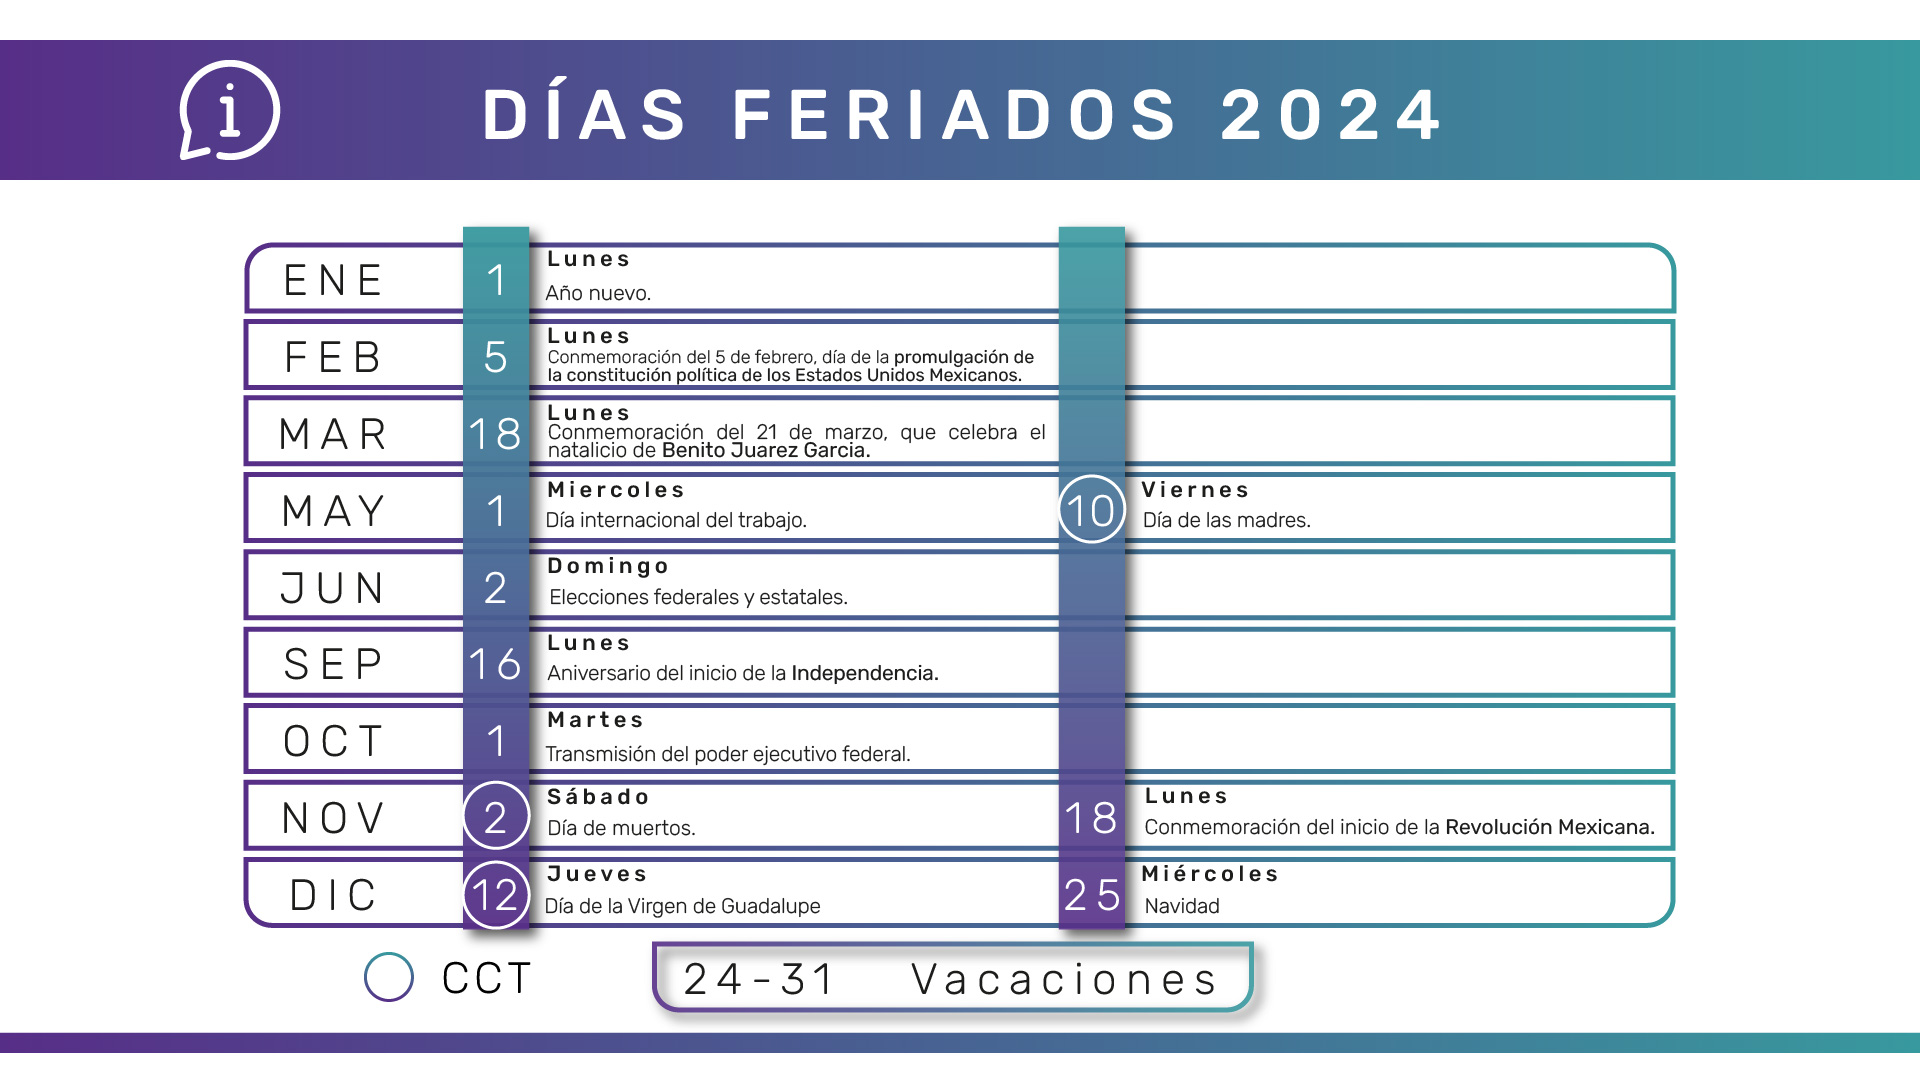 i
DÍAS FERIADOS 2024
ENE
1
Lunes
Año nuevo.
FEB
5
Lunes
Conmemoración del 5 de febrero, día de la promulgación de
la constitución política de los Estados Unidos Mexicanos.
MAR
18
Lunes
Conmemoración del 21 de marzo, que celebra el
natalicio de Benito Juarez Garcia.
MAY
1
Miercoles
Día internacional del trabajo.
10
Viernes
Día de las madres.
JUN
2
Domingo
Elecciones federales y estatales.
SEP
16
Lunes
Aniversario del inicio de la Independencia.
OCT
1
Martes
Transmisión del poder ejecutivo federal.
NOV
2
Sábado
Día de muertos.
18
Lunes
Conmemoración del inicio de la Revolución Mexicana.
DIC
12
Jueves
Día de la Virgen de Guadalupe
25
Miércoles
Navidad
CCT
24-31 Vacaciones